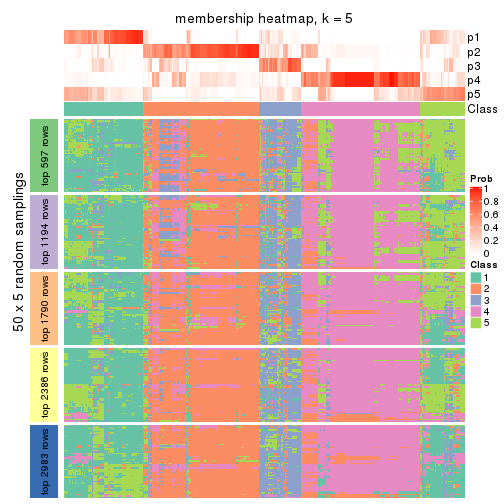 membership heatmap, k = 5
p1
p2
p3
p4
p5
Class
50 x 5 random samplings
top 597 rows
top 1194 rows
top 1790 rows
top 2386 rows
top 2983 rows
Prob
1
0.8
0.6
0.4
0.2
0
Class
1
2
3
4
5